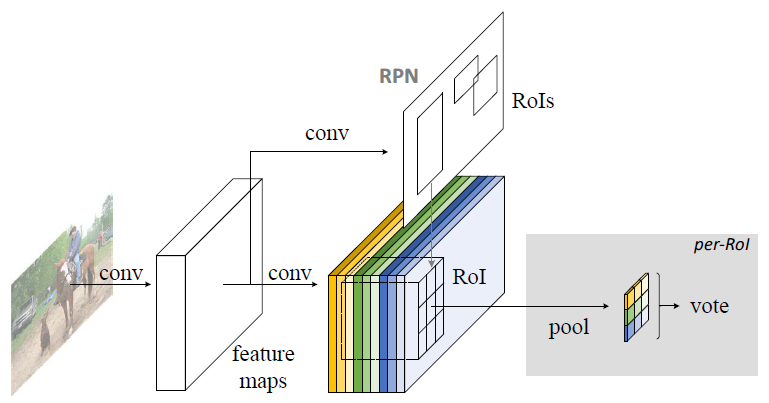 RPN
RoIs
conv
per-RoI
conv
conv
RoI
pool
vote
feature
maps